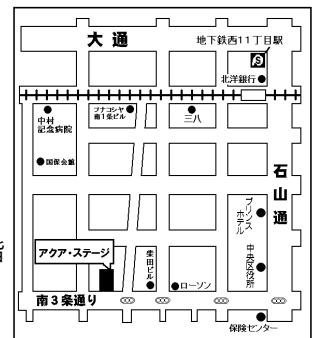 大通
地下鉄西11丁目駅
北洋銀行
中村
記念病院
プナコシヤ
南1条ビル
三八
国保会館
石山通
プリンス
ホテル
中央区役所
アクア・ステージ
柴田ビル
ローソン
南3条通り
保険センター